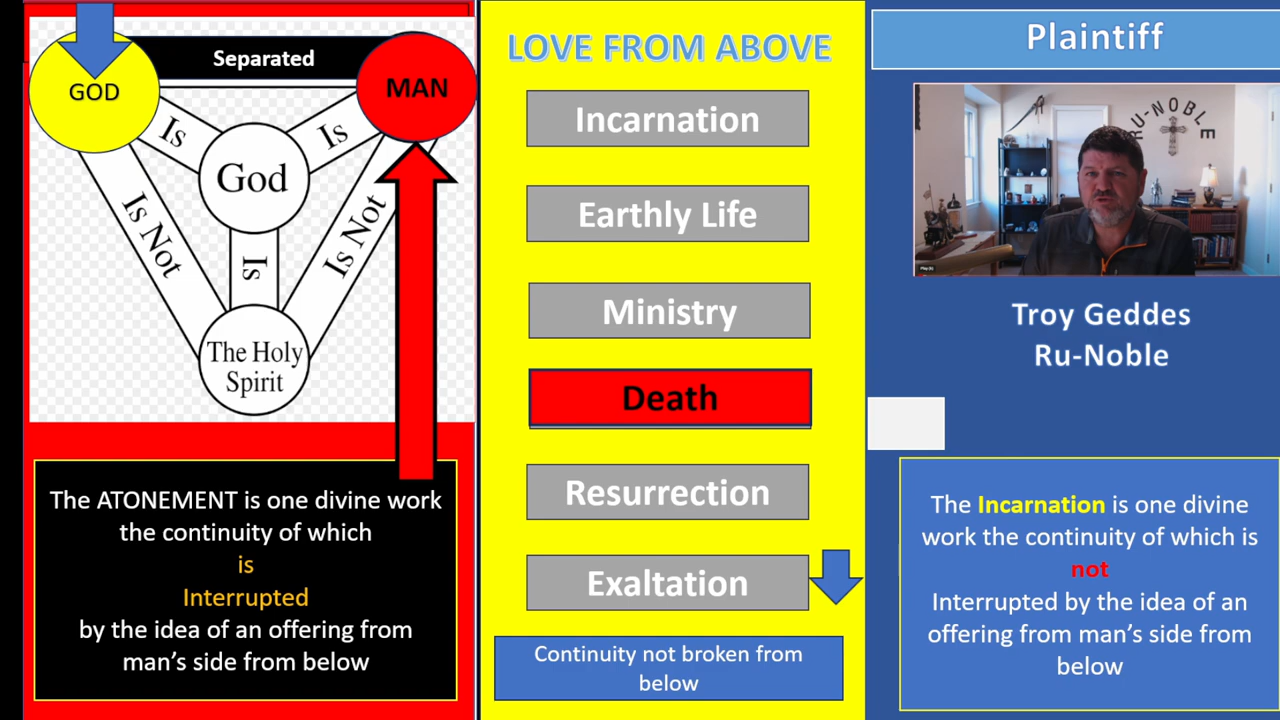 Separated
GOD
MAN
Is
Is
God
Is Not
Is
Is Not
The Holy
Spirit
The ATONEMENT is one divine work
the continuity of which
is
Interrupted
by the idea of an offering from
man's side from below
LOVE FROM ABOVE
Incarnation
Earthly Life
Ministry
Death
Resurrection
Exaltation
Continuity not broken from
below
Plaintiff
RU-NOBLE
Troy Geddes
Ru-Noble
The Incarnation is one divine
work the continuity of which is
not
Interrupted by the idea of an
offering from man's side from
below